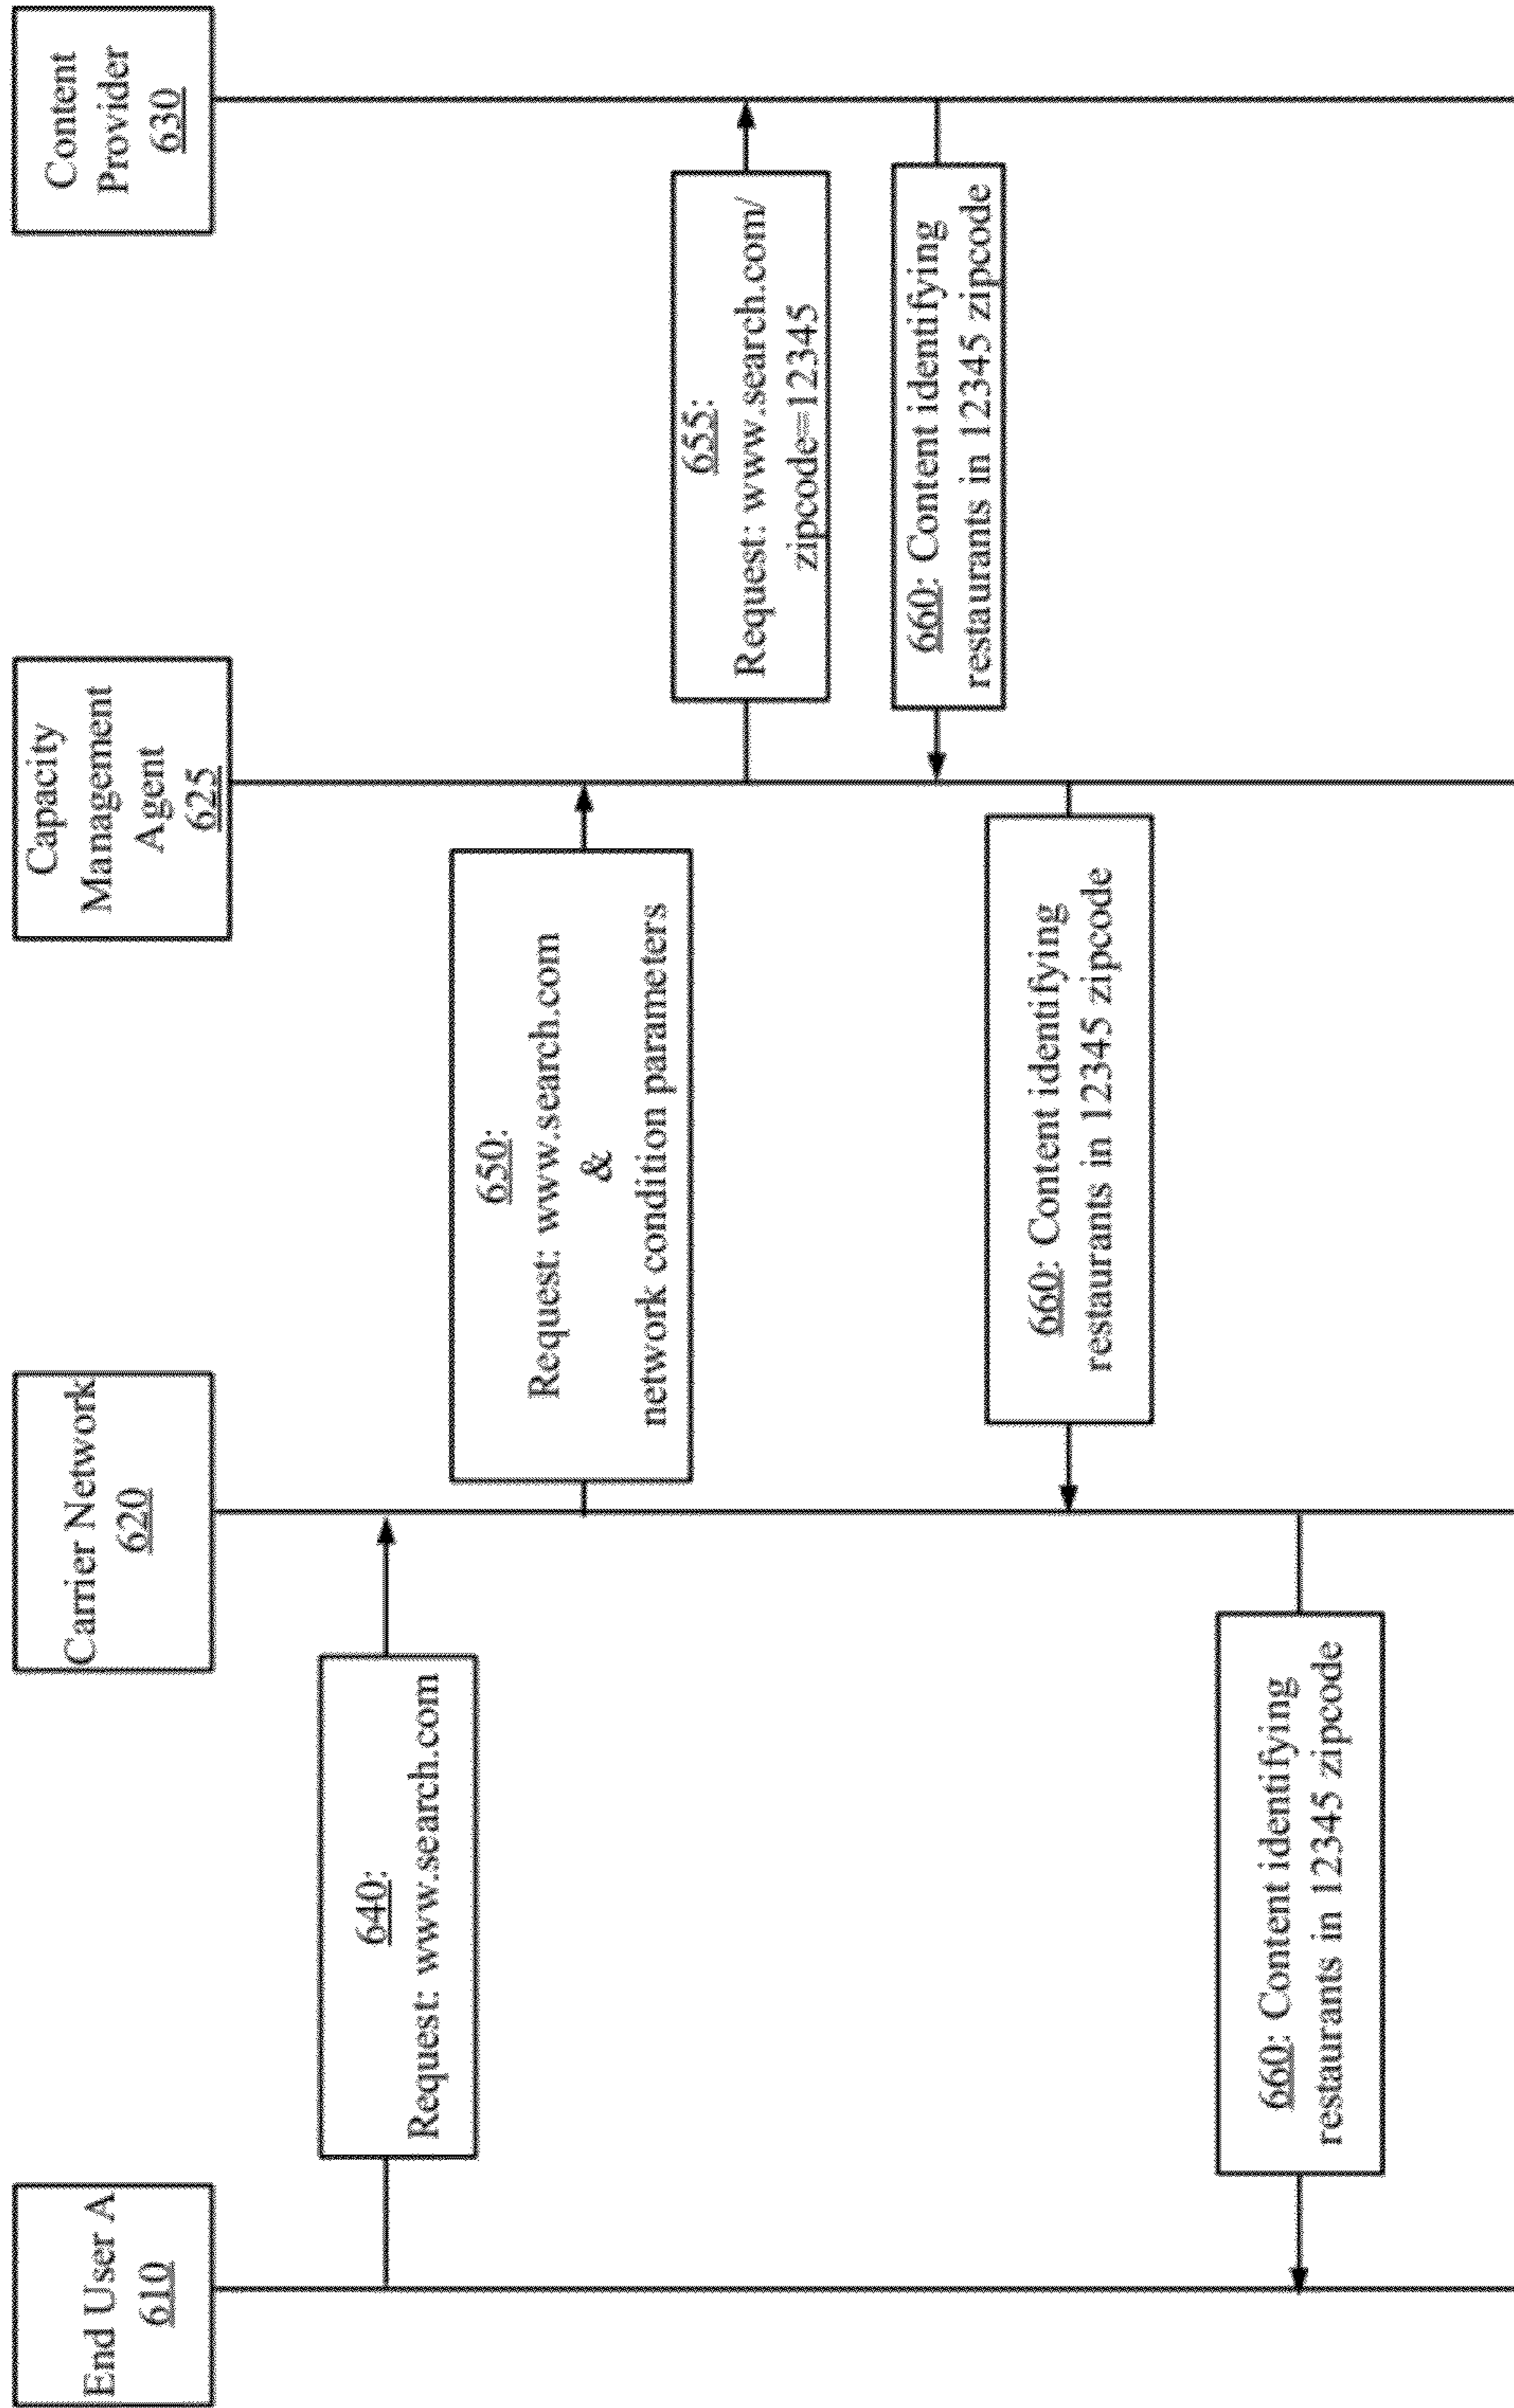 End User A
610
Carrier Network
620
Capacity
Management
Agent
625
Content
Provider
630
640:
Request: www.search.com
650:
Request: www.search.com
&
network condition parameters
655:
Request: www.search.com/
zipcode=12345
660: Content identifying
restaurants in 12345 zipcode
660: Content identifying
restaurants in 12345 zipcode
660: Content identifying
restaurants in 12345 zipcode